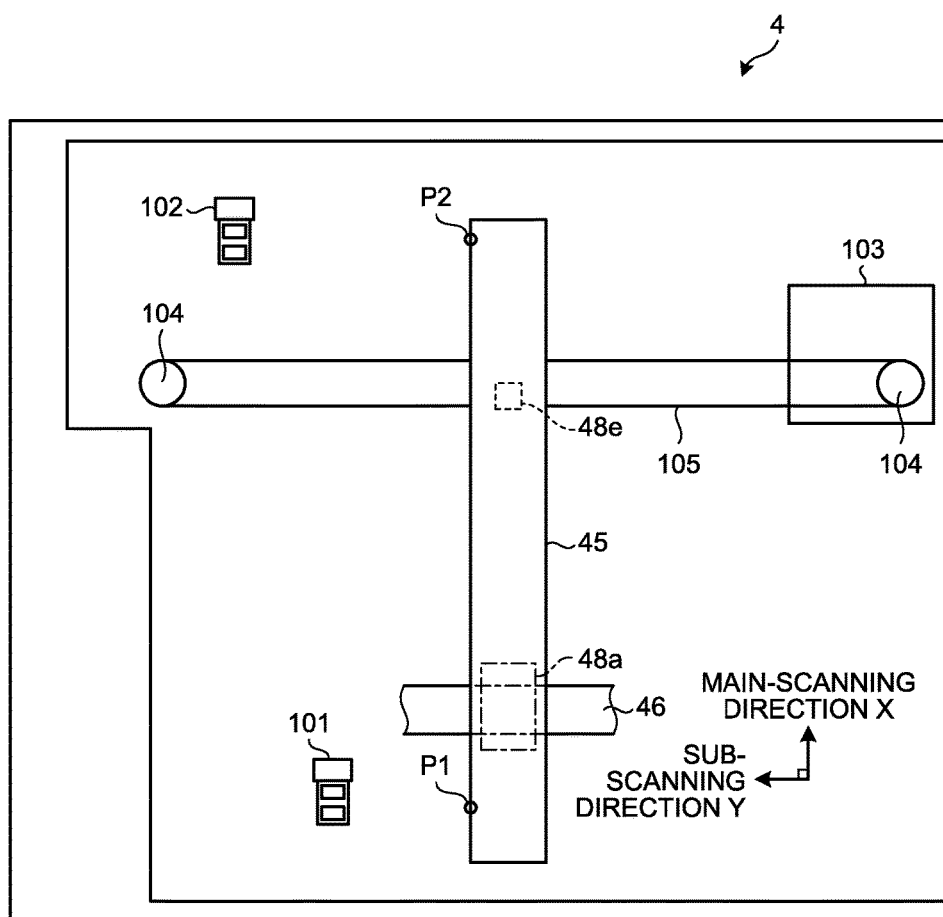 4
102
P2
103
104
48e
105
104
45
48a
46
MAIN-SCANNING
DIRECTION X
101
P1
SUB-
SCANNING
DIRECTION Y